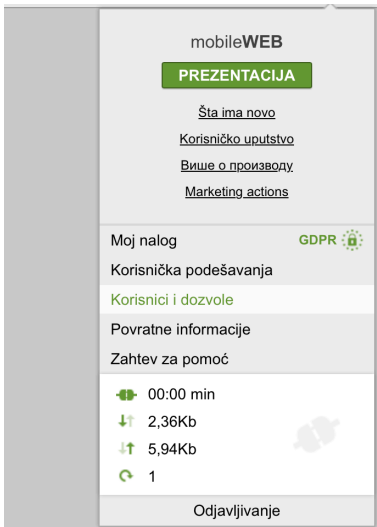 mobileWEB
PREZENTACIJA
Šta ima novo
Korisničko uputstvo
Више о производу
Marketing actions
Moj nalog GDPR
Korisnička podešavanja
Korisnici i dozvole
Povratne informacije
Zahtev za pomoć
00:00 min
2,36Kb
5,94Kb
1
Odjavljivanje